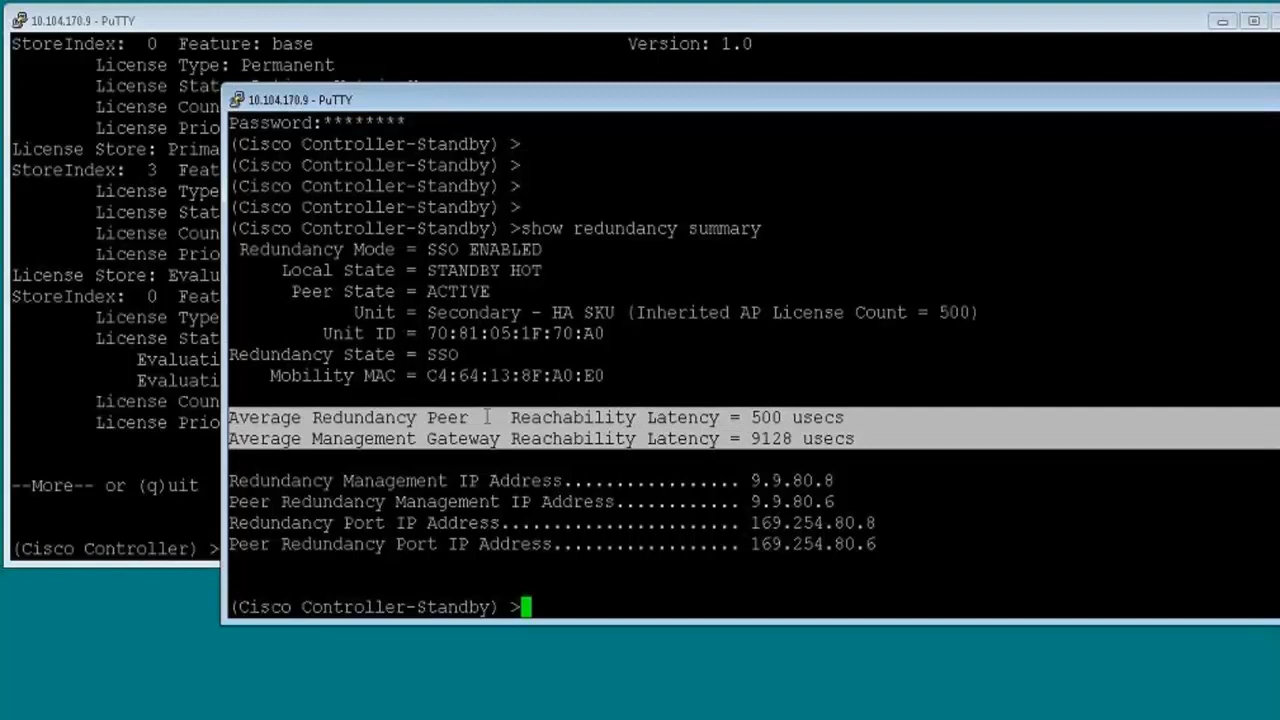 10.104.170.9 - PuTTY
StoreIndex:  0  Feature: base                              Version: 1.0
        License Type: Permanent
        License Stat
        License Coun
        License Prio
License Store: Prima
StoreIndex:  3  Feat
        License Type
        License Stat
        License Coun
        License Prio
License Store: Evalu
StoreIndex:  0  Feat
        License Type
        License Stat
            Evaluati
            Evaluati
        License Coun
        License Prio
--More-- or (q)uit
(Cisco Controller) >
10.104.170.9 - PuTTY
Password:********
(Cisco Controller-Standby) >
(Cisco Controller-Standby) >
(Cisco Controller-Standby) >
(Cisco Controller-Standby) >
(Cisco Controller-Standby) >show redundancy summary
 Redundancy Mode = SSO ENABLED
     Local State = STANDBY HOT
      Peer State = ACTIVE
            Unit = Secondary - HA SKU (Inherited AP License Count = 500)
         Unit ID = 70:81:05:1F:70:A0
Redundancy State = SSO
    Mobility MAC = C4:64:13:8F:A0:E0
Average Redundancy Peer    Reachability Latency = 500 usecs
Average Management Gateway Reachability Latency = 9128 usecs
Redundancy Management IP Address................. 9.9.80.8
Peer Redundancy Management IP Address............ 9.9.80.6
Redundancy Port IP Address....................... 169.254.80.8
Peer Redundancy Port IP Address.................. 169.254.80.6
(Cisco Controller-Standby) >